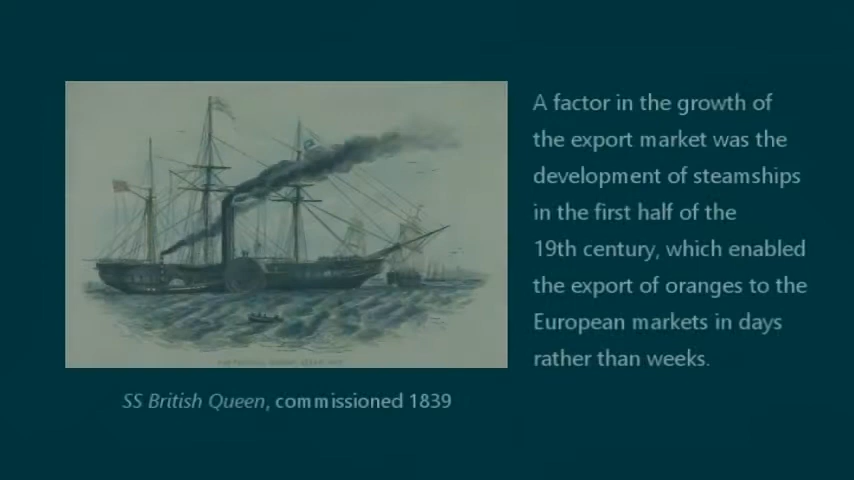 A factor in the growth of
the export market was the
development of steamships
in the first half of the
19th century, which enabled
the export of oranges to the
European markets in days
rather than weeks.
SS British Queen, commissioned 1839